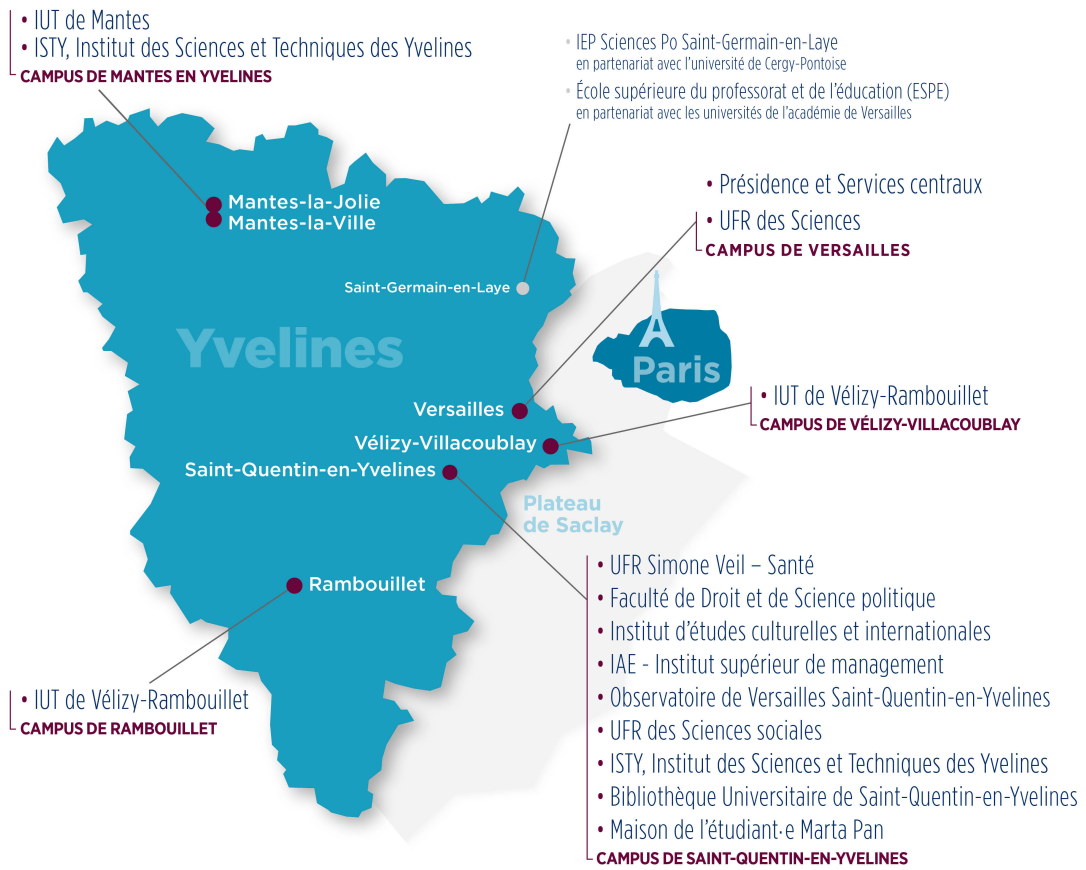 • IUT de Mantes
• ISTY, Institut des Sciences et Techniques des Yvelines
CAMPUS DE MANTES EN YVELINES
• IEP Sciences Po Saint-Germain-en-Laye
en partenariat avec l'université de Cergy-Pontoise
• École supérieure du professorat et de l'éducation (ESPE)
en partenariat avec les universités de l'académie de Versailles
• Présidence et Services centraux
• UFR des Sciences
CAMPUS DE VERSAILLES
Mantes-la-Jolie
Mantes-la-Ville
Saint-Germain-en-Laye
Yvelines
Paris
Versailles
Vélizy-Villacoublay
Saint-Quentin-en-Yvelines
• IUT de Vélizy-Rambouillet
CAMPUS DE VÉLIZY-VILLACOUBLAY
Plateau
de Saclay
Rambouillet
• IUT de Vélizy-Rambouillet
CAMPUS DE RAMBOUILLET
• UFR Simone Veil – Santé
• Faculté de Droit et de Science politique
• Institut d'études culturelles et internationales
• IAE - Institut supérieur de management
• Observatoire de Versailles Saint-Quentin-en-Yvelines
• UFR des Sciences sociales
• ISTY, Institut des Sciences et Techniques des Yvelines
• Bibliothèque Universitaire de Saint-Quentin-en-Yvelines
• Maison de l'étudiant·e Marta Pan
CAMPUS DE SAINT-QUENTIN-EN-YVELINES